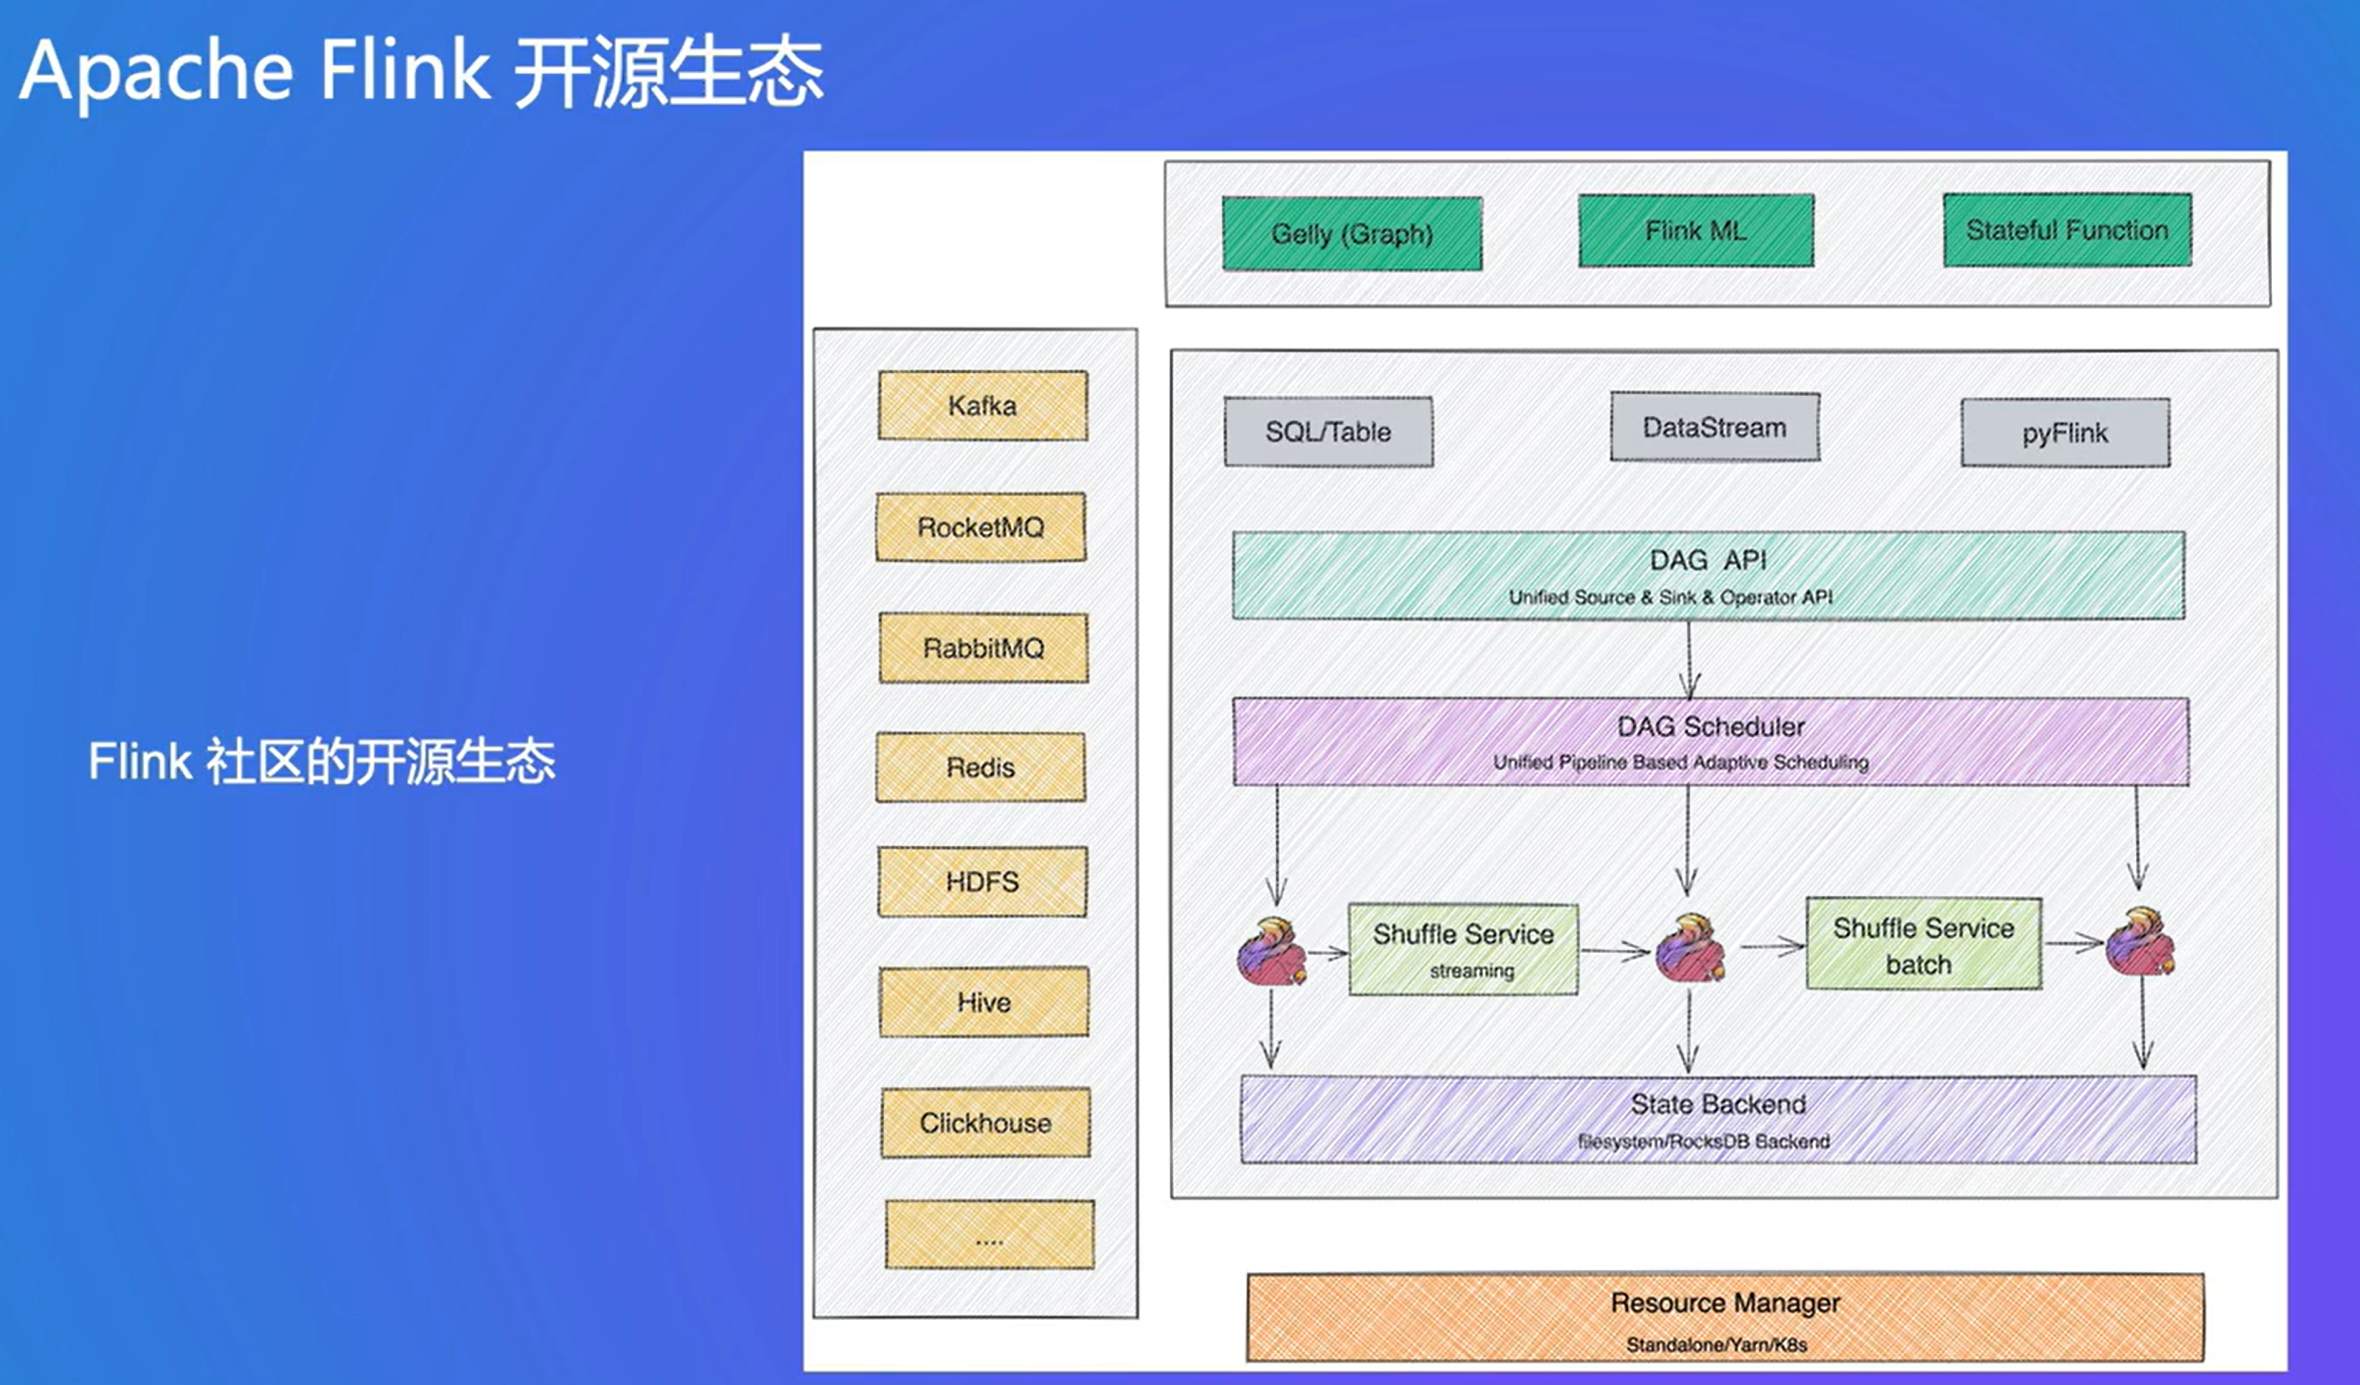 Apache Flink 开源生态
Flink 社区的开源生态
Gelly (Graph)
Flink ML
Stateful Function
Kafka
RocketMQ
RabbitMQ
Redis
HDFS
Hive
Clickhouse
....
SQL/Table
DataStream
pyFlink
DAG API
Unified Source & Sink & Operator API
DAG Scheduler
Unified Pipeline Based Adaptive Scheduling
Shuffle Service
streaming
Shuffle Service
batch
State Backend
filesystem/RocksDB Backend
Resource Manager
Standalone/Yarn/K8s